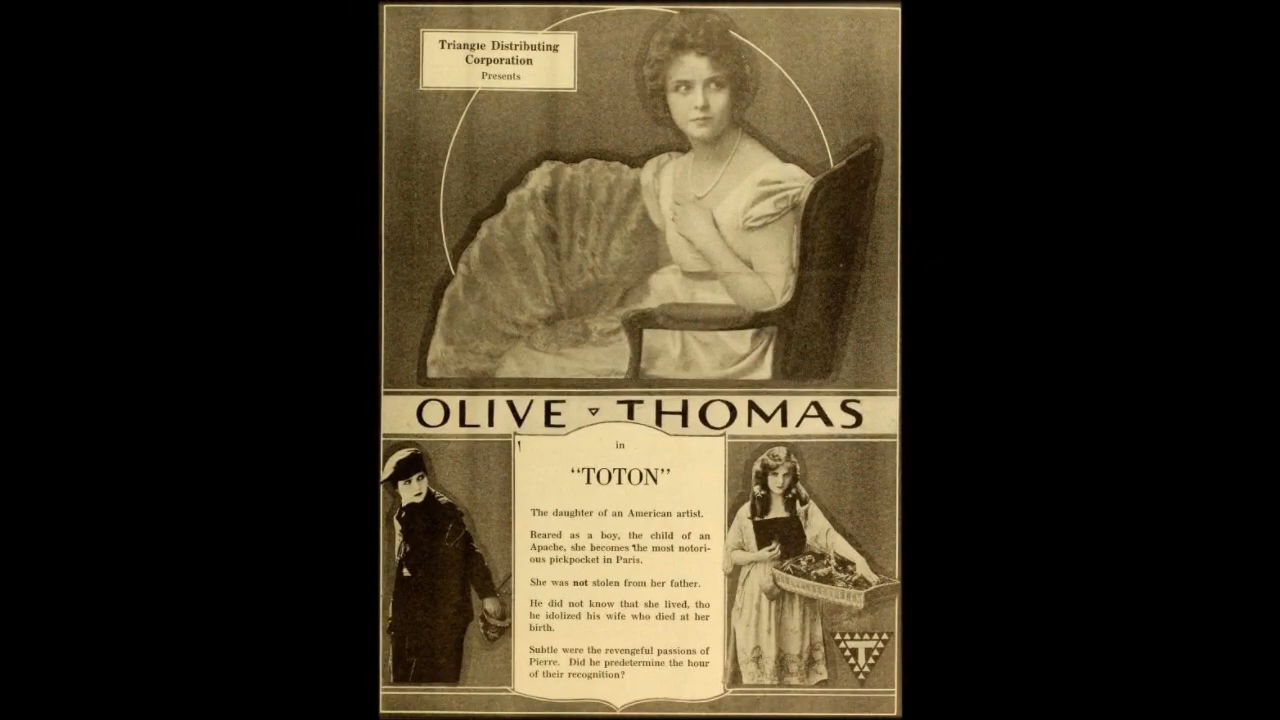 Triangle Distributing
Corporation
Presents
OLIVE THOMAS
in
“TOTON”
The daughter of an American artist.
Reared as a boy, the child of an
Apache, she becomes the most notori-
ous pickpocket in Paris.
She was not stolen from her father.
He did not know that she lived, tho
he idolized his wife who died at her
birth.
Subtle were the revengeful passions of
Pierre. Did he predetermine the hour
of their recognition?
T